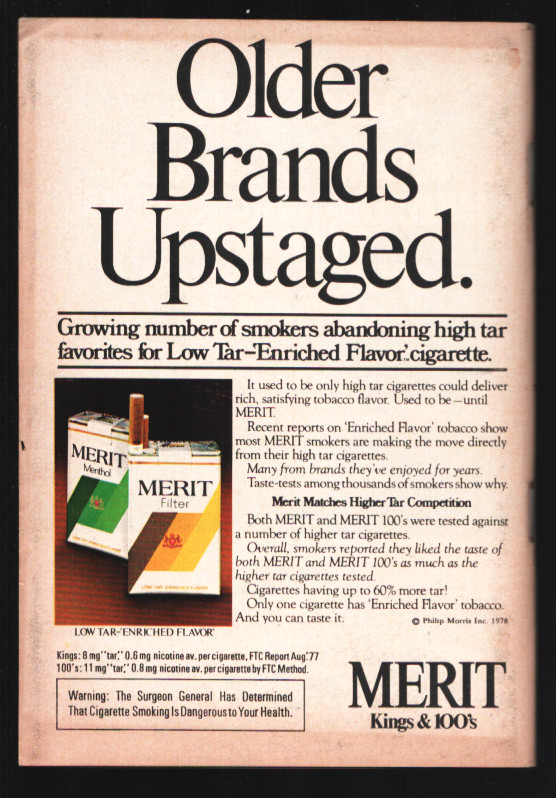 Older
Brands
Upstaged.
Growing number of smokers abandoning high tar
favorites for Low Tar-'Enriched Flavor'™ cigarette.
MERIT
Menthol
MERIT
Filter
LOW TAR-'ENRICHED FLAVOR'
It used to be only high tar cigarettes could deliver
rich, satisfying tobacco flavor. Used to be—until
MERIT.
Recent reports on 'Enriched Flavor' tobacco show
most MERIT smokers are making the move directly
from their high tar cigarettes.
Many from brands they've enjoyed for years.
Taste-tests among thousands of smokers show why.
Merit Matches Higher Tar Competition
Both MERIT and MERIT 100's were tested against
a number of higher tar cigarettes.
Overall, smokers reported they liked the taste of
both MERIT and MERIT 100's as much as the
higher tar cigarettes tested.
Cigarettes having up to 60% more tar!
Only one cigarette has 'Enriched Flavor' tobacco.
And you can taste it.
© Philip Morris Inc. 1978
LOW TAR-'ENRICHED FLAVOR'
Kings: 8 mg "tar," 0.6 mg nicotine av. per cigarette, FTC Report Aug.'77
100's: 11 mg "tar," 0.8 mg nicotine av. per cigarette by FTC Method.
Warning: The Surgeon General Has Determined
That Cigarette Smoking Is Dangerous to Your Health.
MERIT
Kings & 100's